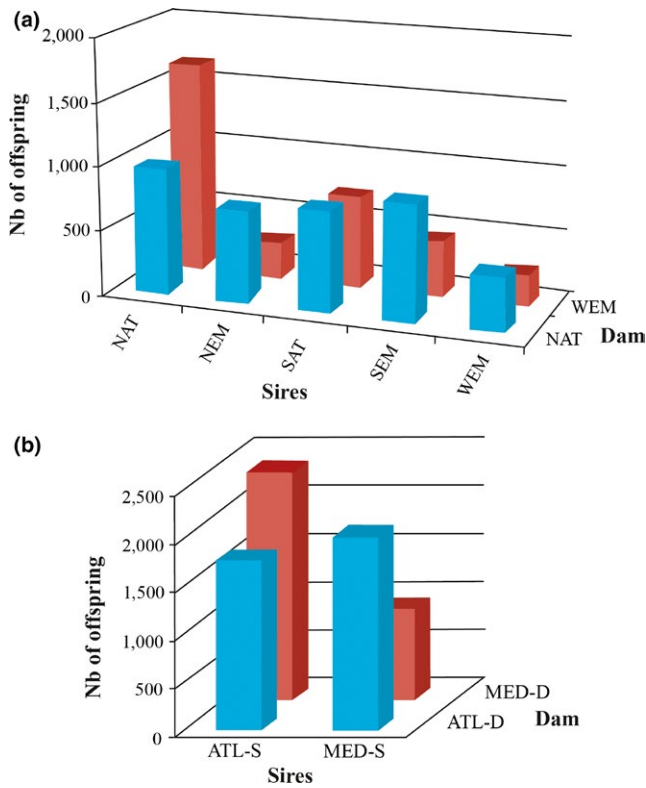 (a)
2,000
1,500
1,000
500
0
Nb of offspring
NAT
NEM
SAT
SEM
WEM
Sires
WEM
NAT
Dam
(b)
2,500
2,000
1,500
1,000
500
0
Nb of offspring
ATL-S
MED-S
Sires
MED-D
ATL-D
Dam